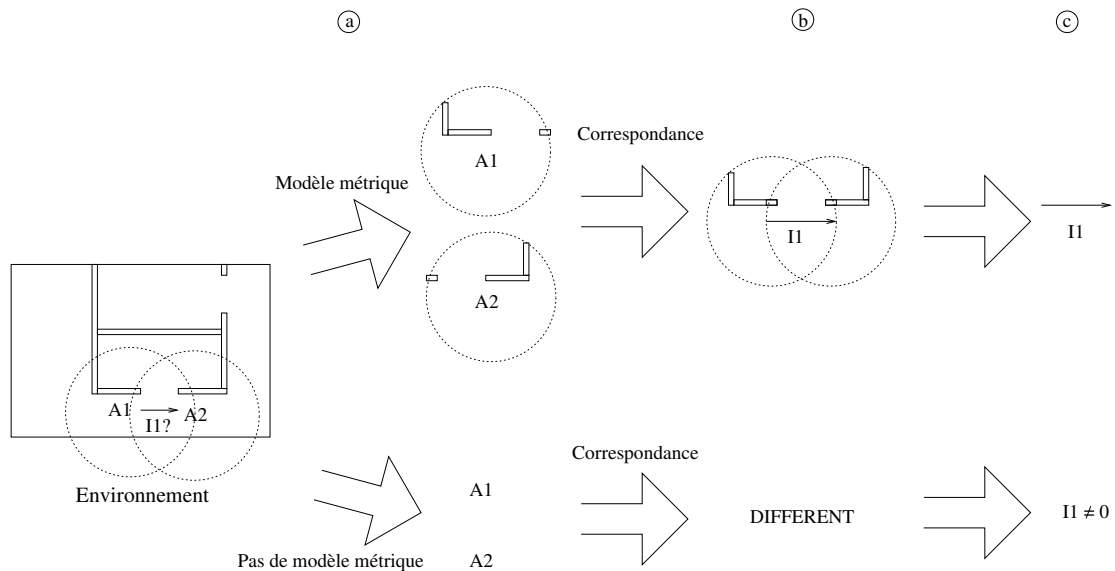 a
b
c
Correspondance
A1
Modèle métrique
I1
I1
A2
A1
A2
I1?
Environnement
Correspondance
A1
DIFFERENT
I1 ≠ 0
Pas de modèle métrique
A2